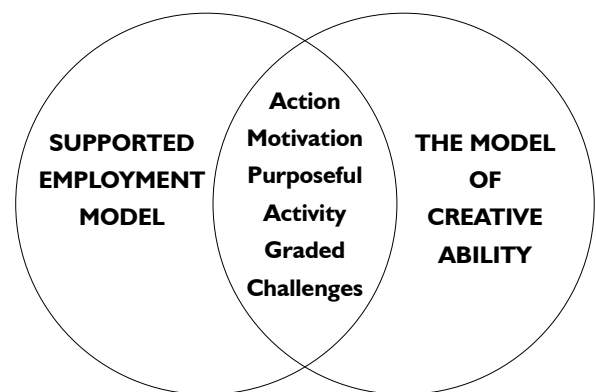 SUPPORTED
EMPLOYMENT
MODEL
Action
Motivation
Purposeful
Activity
Graded
Challenges
THE MODEL
OF
CREATIVE
ABILITY